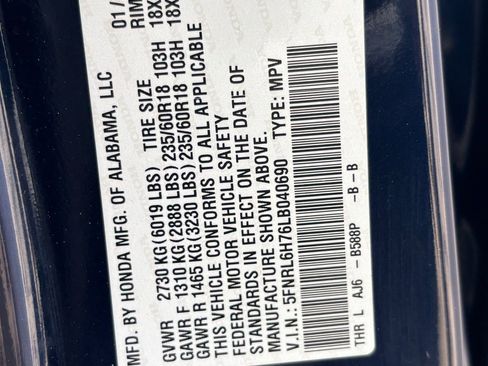 MFD. BY HONDA MFG. OF ALABAMA, LLC 01/
TIRE SIZE RIM
GVWR 2730 KG(6019 LBS)
GAWR F 1310 KG(2888 LBS) 235/60R18 103H 18X
GAWR R 1465 KG(3230 LBS) 235/60R18 103H 18X
THIS VEHICLE CONFORMS TO ALL APPLICABLE
FEDERAL MOTOR VEHICLE SAFETY
STANDARDS IN EFFECT ON THE DATE OF
MANUFACTURE SHOWN ABOVE.
V.I.N.: 5FNRL6H76LB040690 TYPE: MPV
THR L AJ6 - B588P -B -B